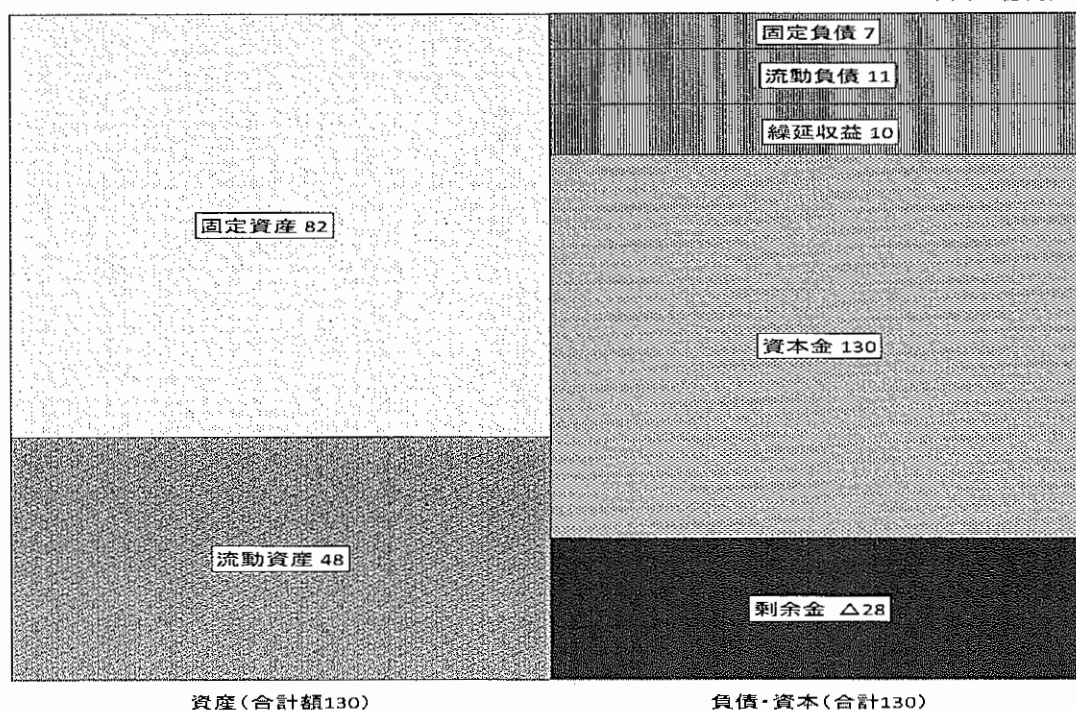 固定資産 82
流動資産 48
資産(合計額130)
固定負債 7
流動負債 11
繰延収益 10
資本金 130
剰余金 △28
負債・資本(合計130)